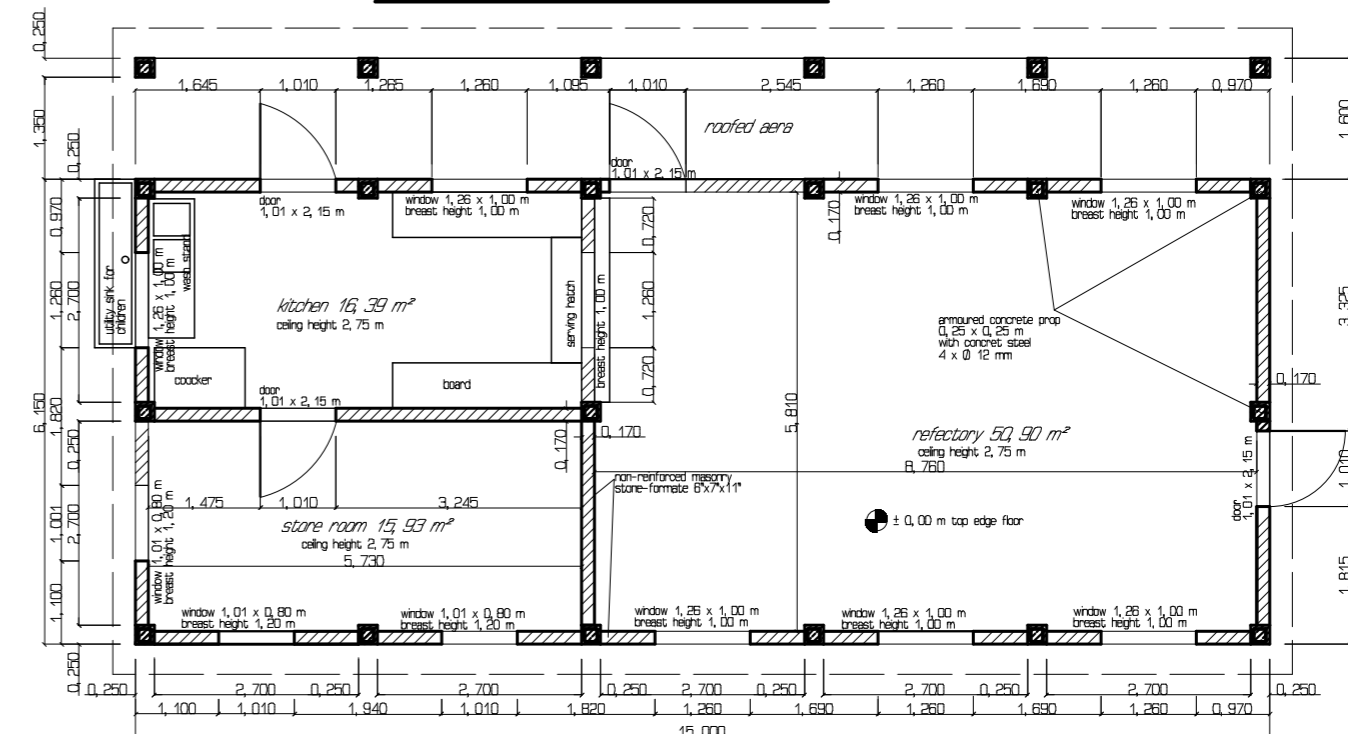 0,250
1,350
0,250
1,645 1,010 1,265 1,260 1,095 1,010 2,545 1,260 1,690 1,260 0,970
1,600
roofed aera
door
1,01 x 2,15 m
door
1,01 x 2,15 m
window 1,26 x 1,00 m
breast height 1,00 m
window 1,26 x 1,00 m
breast height 1,00 m
window 1,26 x 1,00 m
breast height 1,00 m
0,170
0,970
1,260
2,700
6,150
1,820
0,250
1,001
2,700
1,100
0,250
utility sink for
children
window 1,26 x 1,00 m
breast height 1,00 m
wash stand
kitchen 16,39 m²
ceiling height 2,75 m
serving hatch
breast height 1,00 m
0,720
1,260
0,720
coocker
board
door
1,01 x 2,15 m
5,810
armoured concrete prop
0,25 x 0,25 m
with concret steel
4 x Ø 12 mm
3,325
0,170
0,170
0,170
refectory 50,90 m²
ceiling height 2,75 m
8,760
non-reinforced masonry
stone-formate 6"x7"x11"
door
1,01 x 2,15 m
1,010
1,815
1,475 1,010 3,245
store room 15,93 m²
ceiling height 2,75 m
5,730
± 0,00 m top edge floor
window 1,01 x 0,80 m
breast height 1,20 m
window 1,01 x 0,80 m
breast height 1,20 m
window 1,01 x 0,80 m
breast height 1,20 m
window 1,26 x 1,00 m
breast height 1,00 m
window 1,26 x 1,00 m
breast height 1,00 m
window 1,26 x 1,00 m
breast height 1,00 m
0,250 2,700 0,250 2,700 0,250 2,700 0,250 2,700 0,250 2,700 0,250
1,100 1,010 1,940 1,010 1,820 1,260 1,690 1,260 1,690 1,260 0,970
15,000